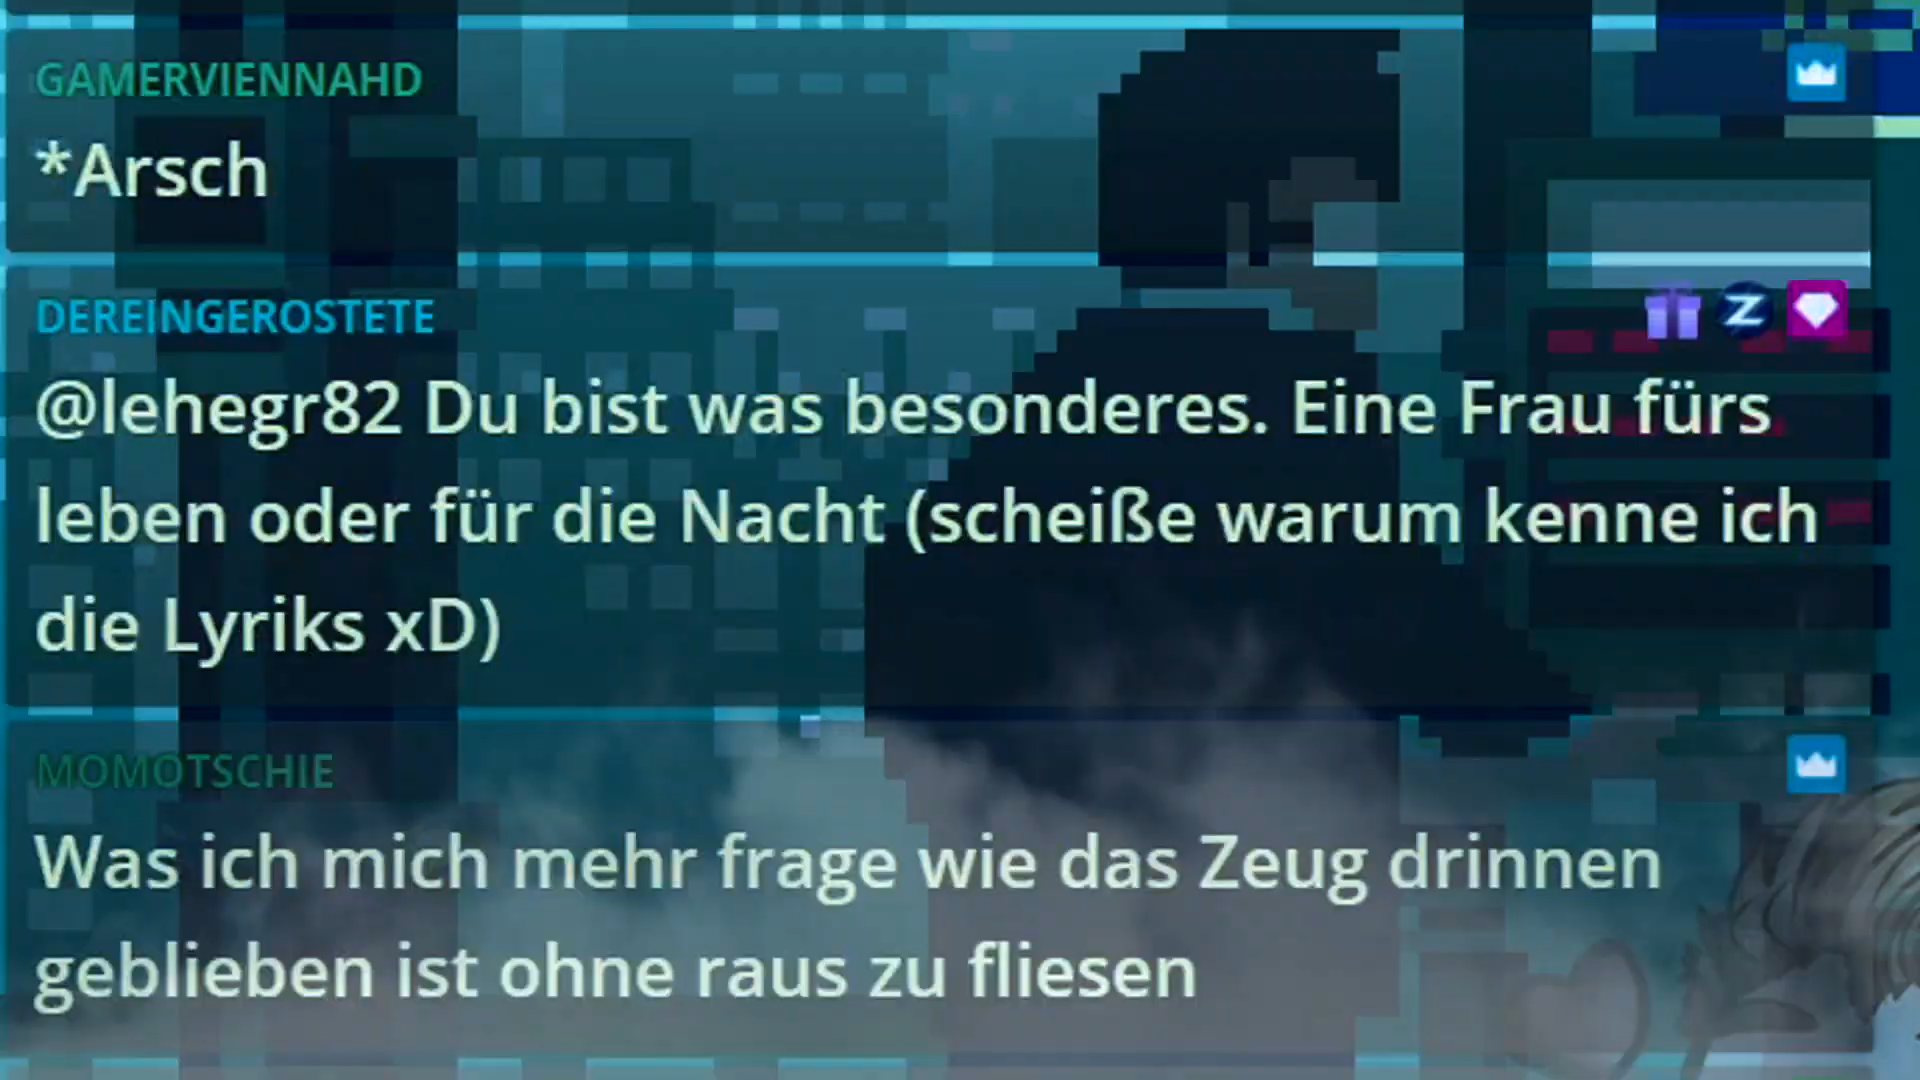 GAMERVIENNAHD
*Arsch
DEREINGEROSTETE
@lehegr82 Du bist was besonderes. Eine Frau fürs
leben oder für die Nacht (scheiße warum kenne ich
die Lyriks xD)
MOMOTSCHIE
Was ich mich mehr frage wie das Zeug drinnen
geblieben ist ohne raus zu fliesen